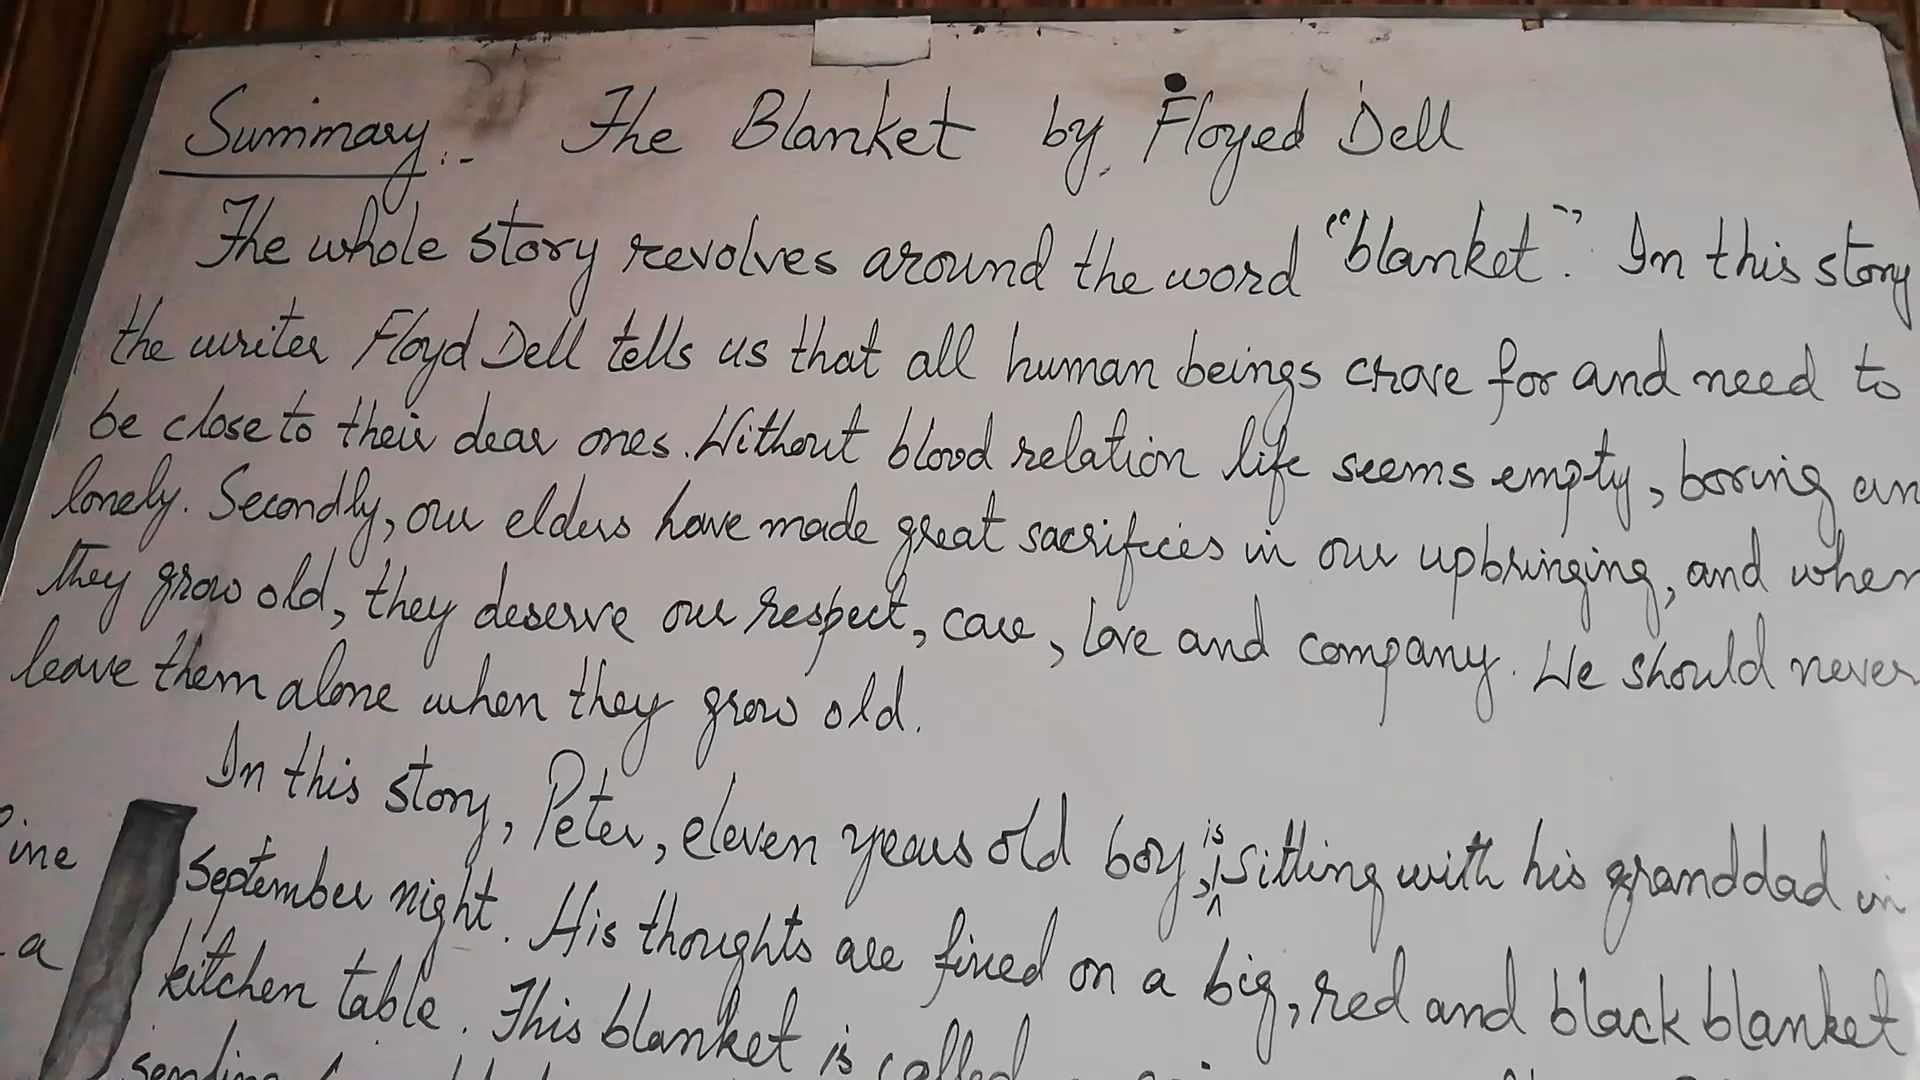 Summary:- The Blanket by Floyed Dell
The whole story revolves around the word "blanket". In this story
the writer Floyd Dell tells us that all human beings crave for and need to
be close to their dear ones. Without blood relation life seems empty, boring an
lonely. Secondly, our elders have made great sacrifices in our upbringing, and when
they grow old, they deserve our respect, care, love and company. We should never
leave them alone when they grow old.
In this story, Peter, eleven years old boy, is sitting with his granddad in
ine September night. His thoughts are fixed on a big, red and black blanket
a kitchen table. This blanket is called